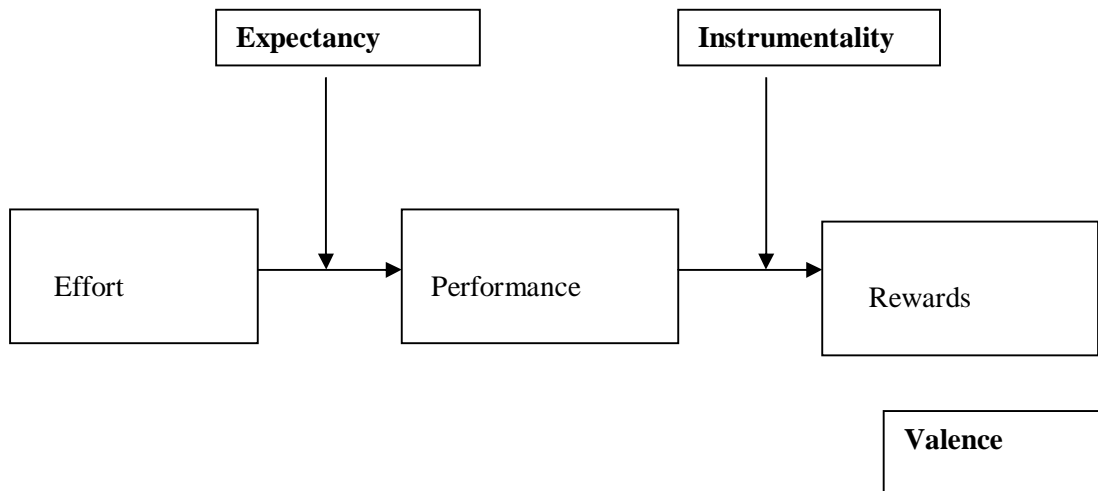 Expectancy
Instrumentality
Effort
Performance
Rewards
Valence